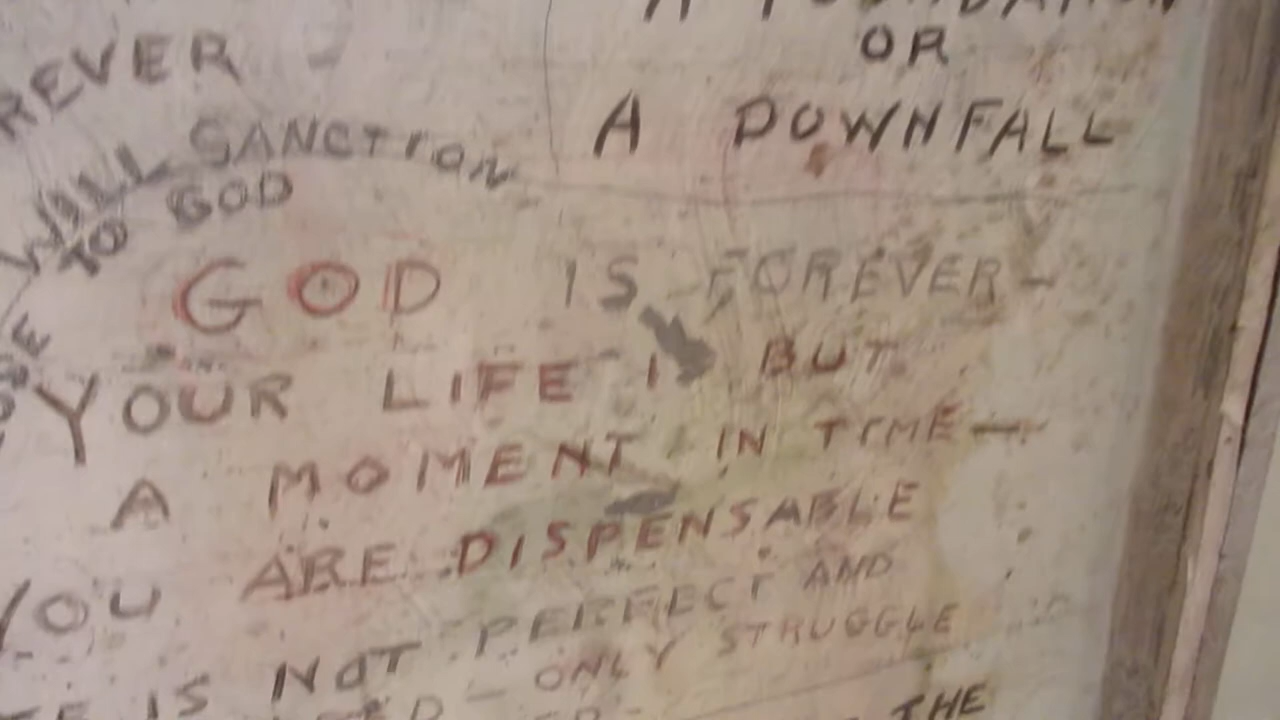 OR
A DOWNFALL
REVER
WILL SANCTION
TO GOD
GOD IS FOREVER-
YOUR LIFE IS BUT
A MOMENT IN TIME—
YOU ARE DISPENSABLE
IS NOT PERFECT AND
- ONLY STRUGGLE
THE